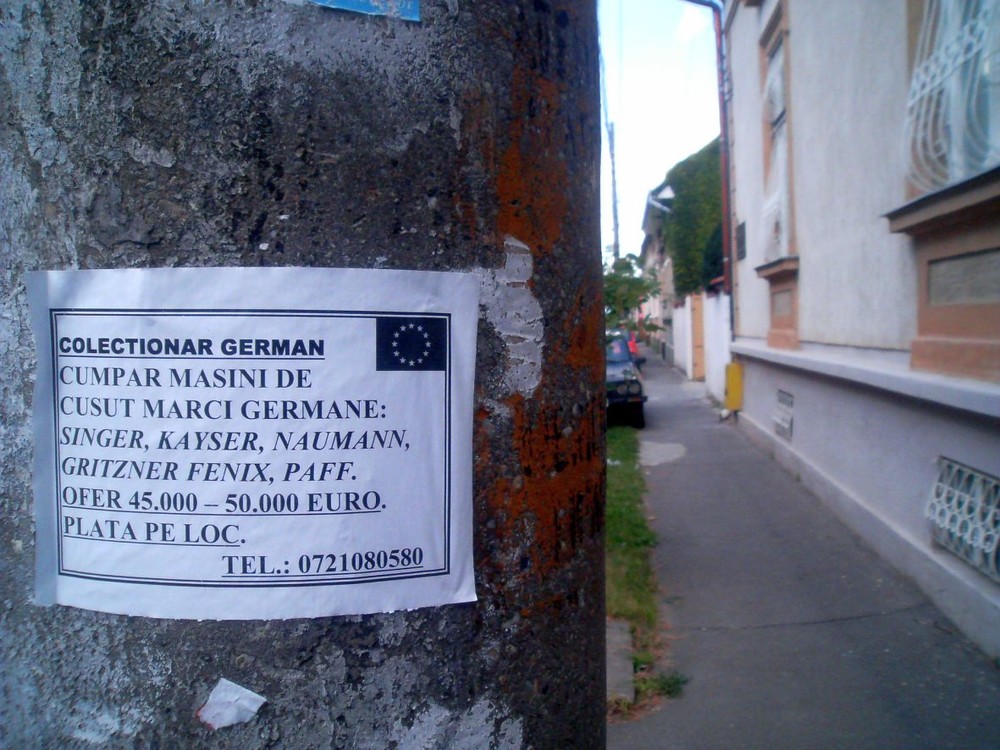 COLECTIONAR GERMAN
CUMPAR MASINI DE
CUSUT MARCI GERMANE:
SINGER, KAYSER, NAUMANN,
GRITZNER FENIX, PAFF.
OFER 45.000 – 50.000 EURO.
PLATA PE LOC.
TEL.: 0721080580